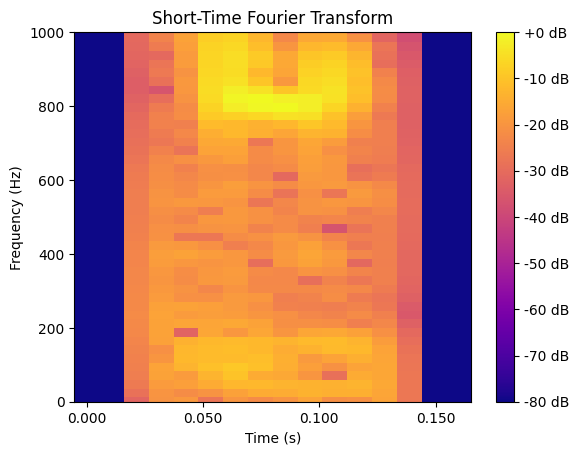 Short-Time Fourier Transform
1000
800
600
400
200
0
Frequency (Hz)
0.000
0.050
0.100
0.150
Time (s)
+0 dB
-10 dB
-20 dB
-30 dB
-40 dB
-50 dB
-60 dB
-70 dB
-80 dB